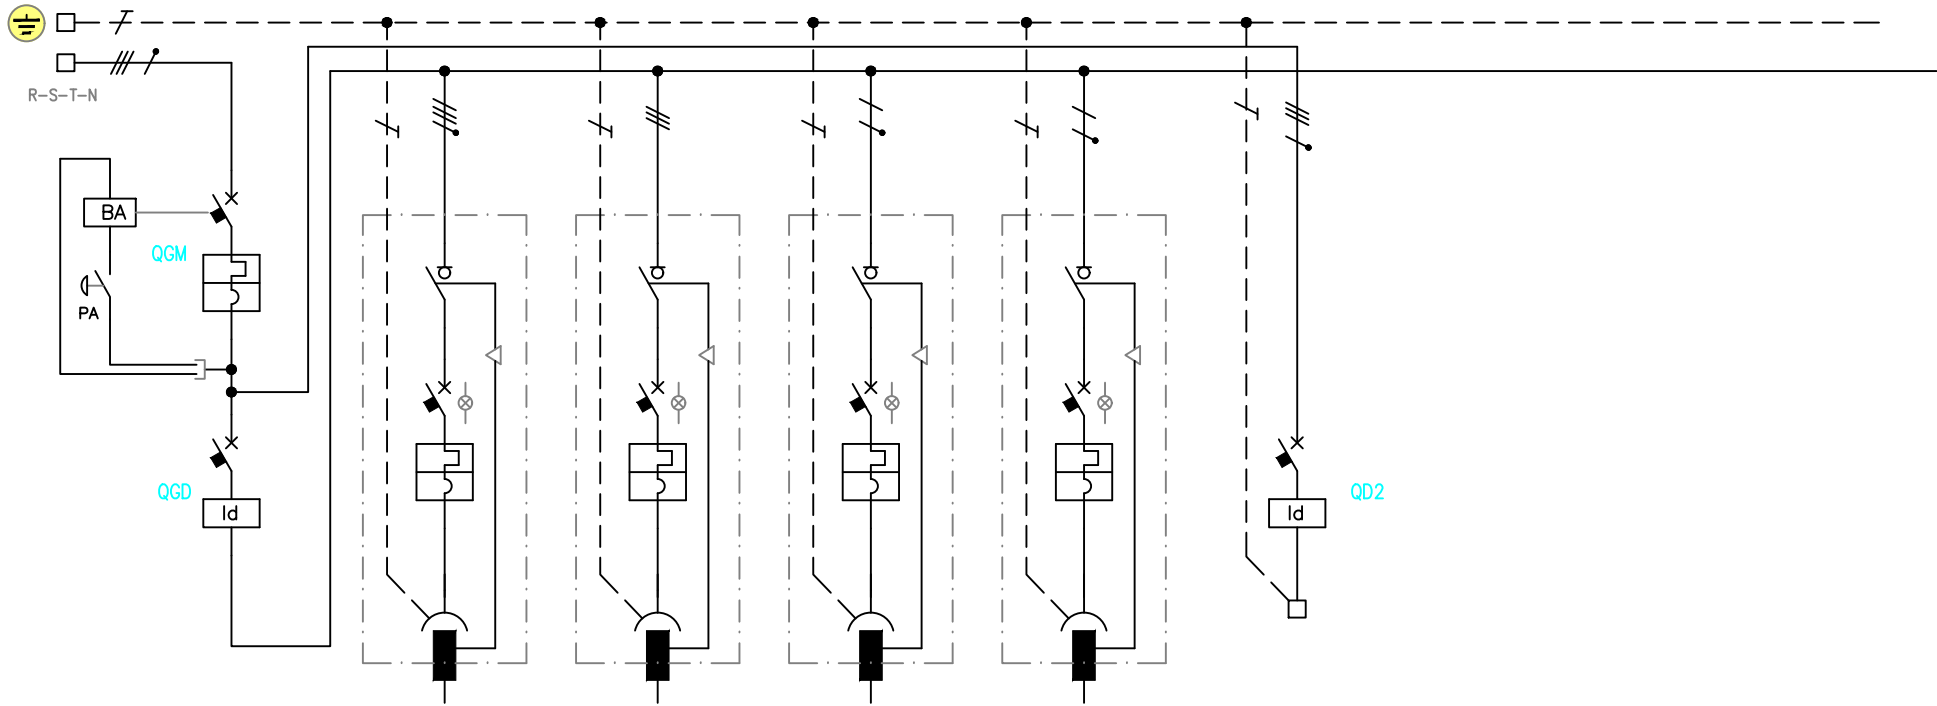 R-S-T-N
BA
QGM
PA
QGD
Id
Id
QD2